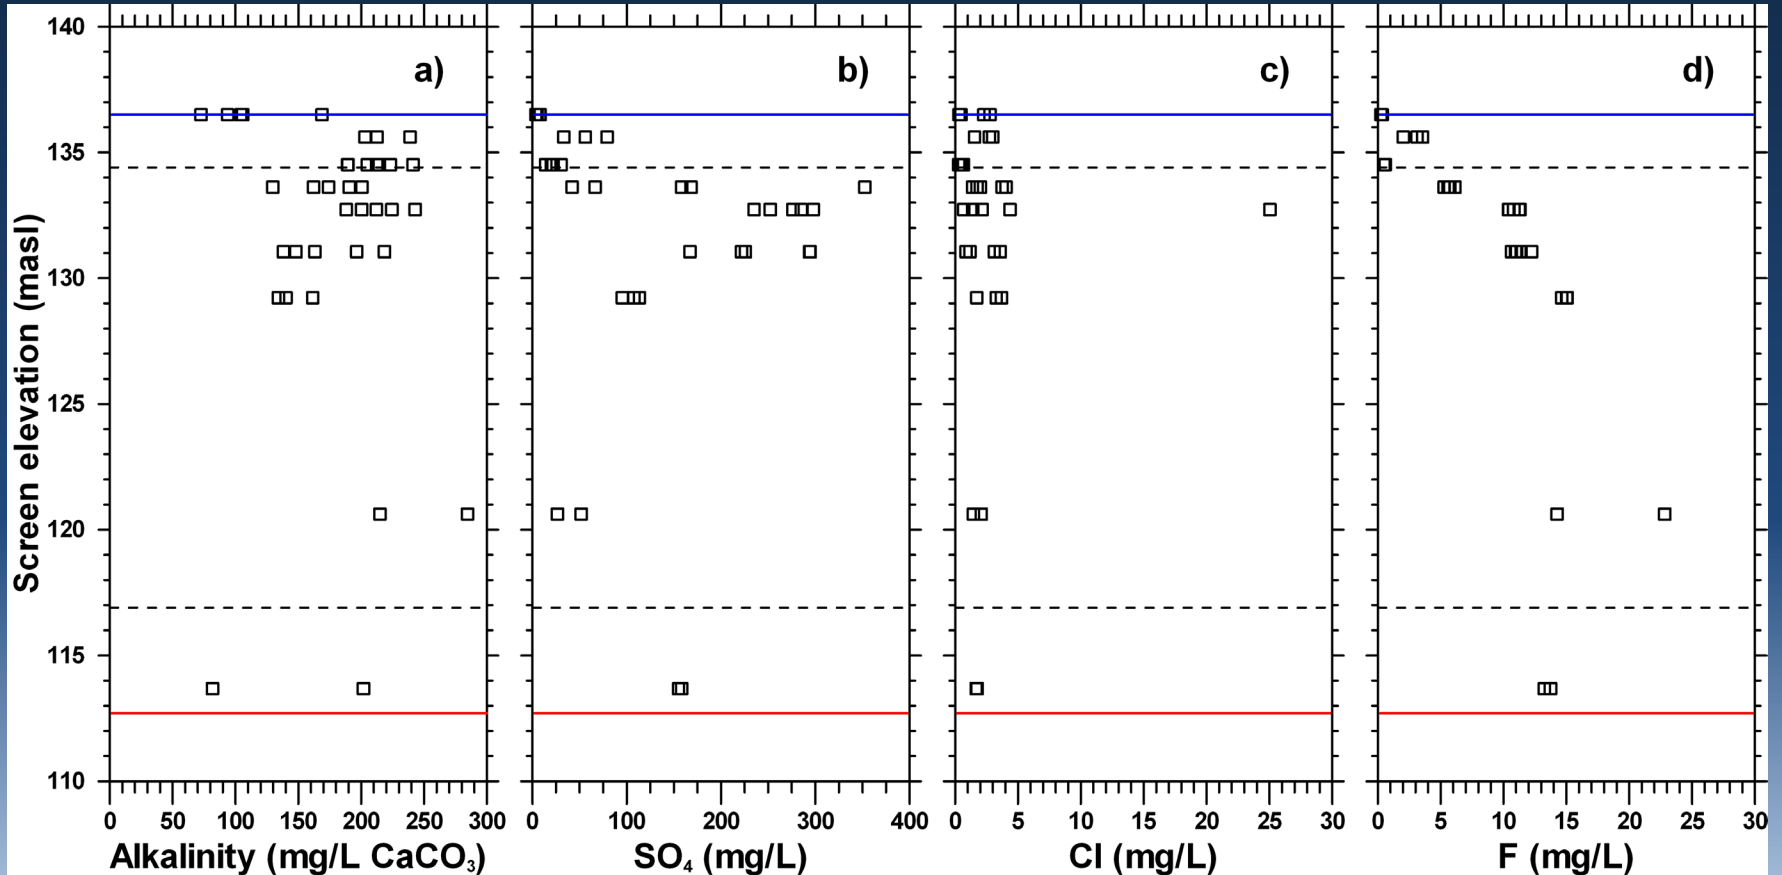 a) b) c) d)
Screen elevation (masl)
140
135
130
125
120
115
110
0 50 100 150 200 250 300
0 100 200 300 400
0 5 10 15 20 25 30
0 5 10 15 20 25 30
Alkalinity (mg/L CaCO₃)
SO₄ (mg/L)
Cl (mg/L)
F (mg/L)